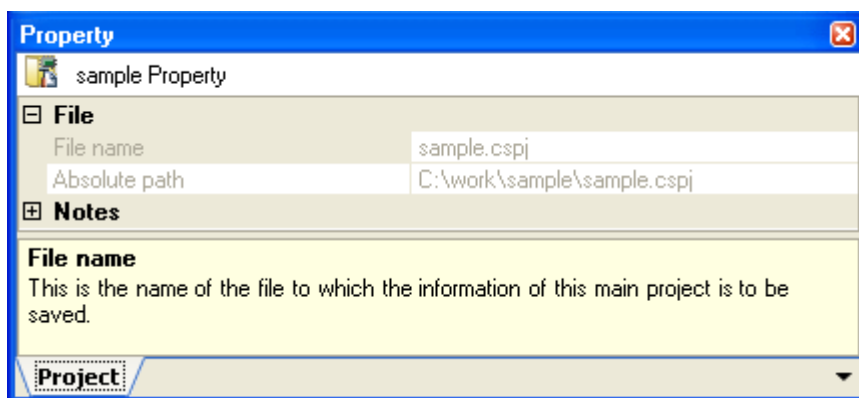 Property
sample Property
File
File name sample.cspj
Absolute path C:\work\sample\sample.cspj
Notes
File name
This is the name of the file to which the information of this main project is to be
saved.
Project